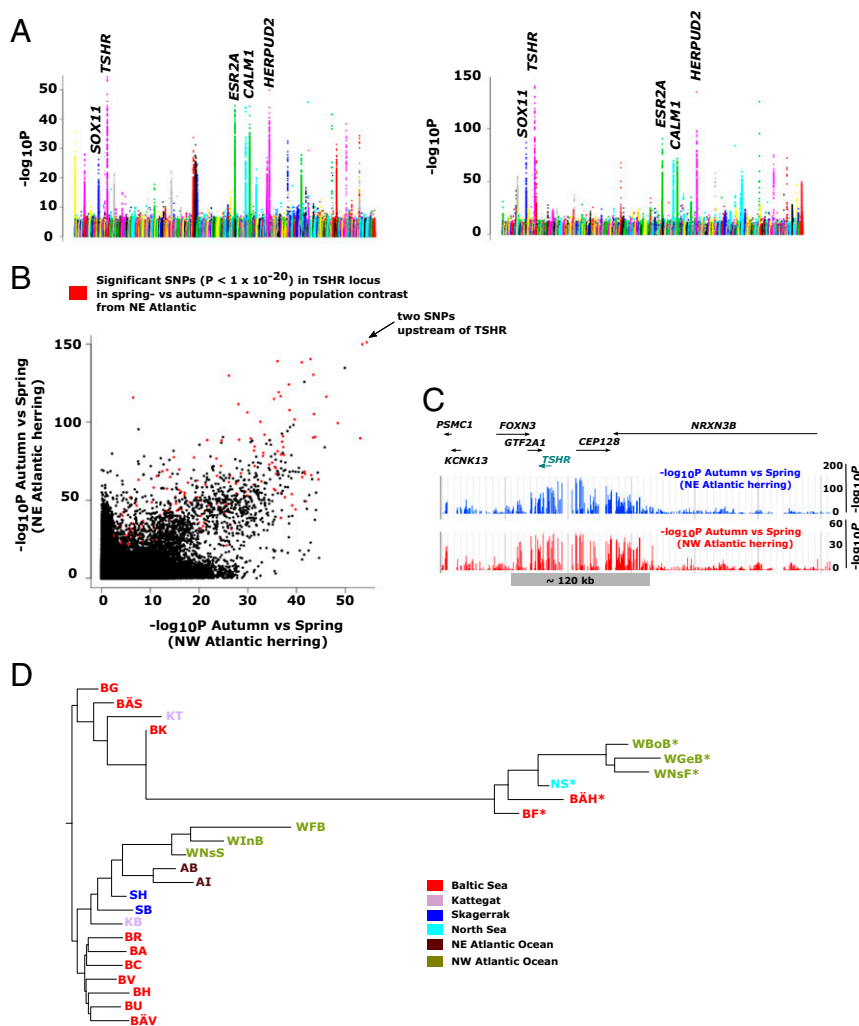 A
TSHR
SOX11
ESR2A
CALM1
HERPUD2
-log10P
50
40
30
20
10
0
TSHR
SOX11
ESR2A
CALM1
HERPUD2
-log10P
150
100
50
0
B
Significant SNPs (P < 1 x 10-20) in TSHR locus
in spring- vs autumn-spawning population contrast
from NE Atlantic
two SNPs
upstream of TSHR
-log10P Autumn vs Spring
(NE Atlantic herring)
150
100
50
0
0 10 20 30 40 50
-log10P Autumn vs Spring
(NW Atlantic herring)
C
PSMC1 FOXN3 NRXN3B
GTF2A1 CEP128
KCNK13 TSHR
-log10P Autumn vs Spring
(NE Atlantic herring)
200
100
0
-log10P
-log10P Autumn vs Spring
(NW Atlantic herring)
60
30
0
-log10P
~ 120 kb
D
BG
BÄS
KT
BK
WBoB*
WGeB*
WNsF*
NS*
BÄH*
BF*
WFB
WInB
WNsS
AB
AI
SH
SB
KB
BR
BA
BC
BV
BH
BU
BÄV
Baltic Sea
Kattegat
Skagerrak
North Sea
NE Atlantic Ocean
NW Atlantic Ocean